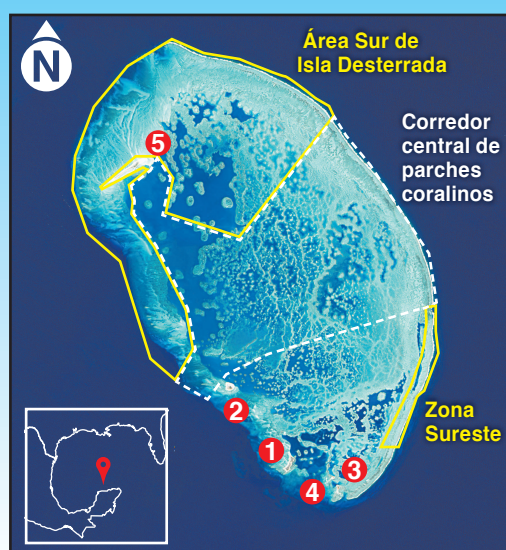 N
Área Sur de
Isla Desterrada
Corredor
central de
parches
coralinos
5
2
1
3
4
Zona
Sureste